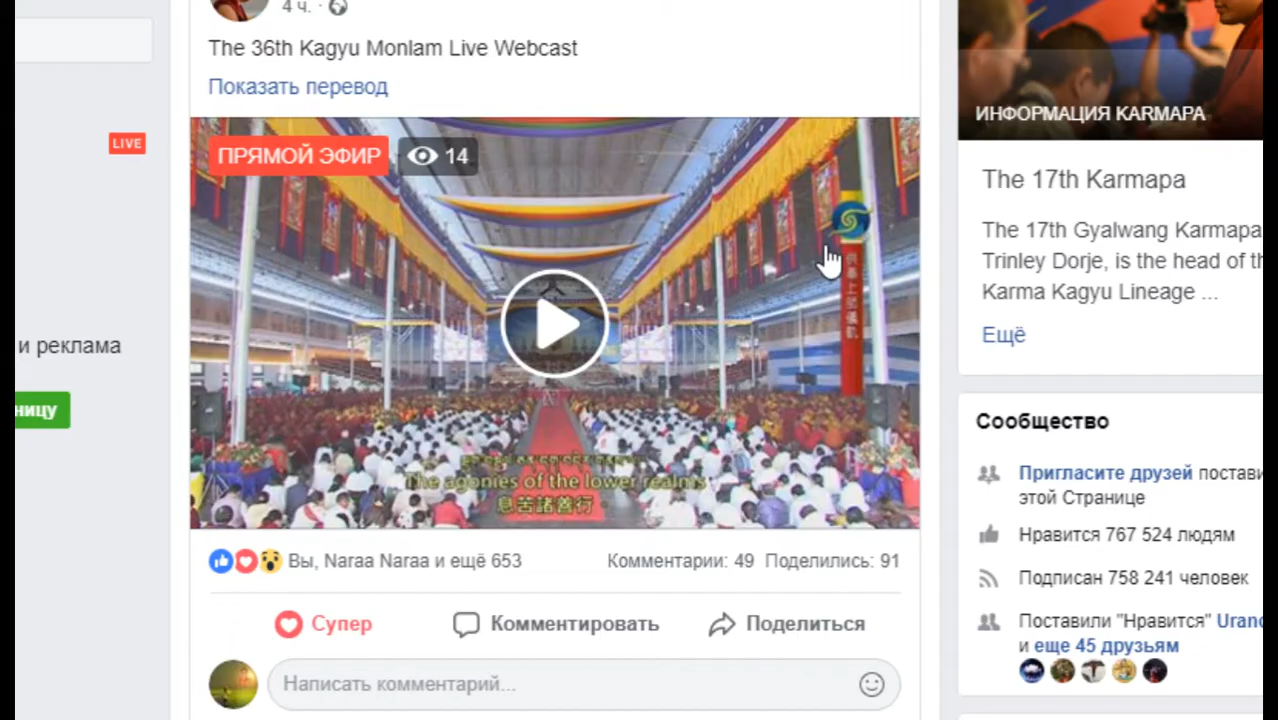 4 ч. ·
The 36th Kagyu Monlam Live Webcast
Показать перевод
LIVE
ПРЯМОЙ ЭФИР 14
The agonies of the lower realms
息苦諸善行
и реклама
ницу
Вы, Naraa Naraa и ещё 653 Комментарии: 49 Поделились: 91
Супер Комментировать Поделиться
Написать комментарий...
ИНФОРМАЦИЯ KARMAPA
The 17th Karmapa
The 17th Gyalwang Karmapa
Trinley Dorje, is the head of th
Karma Kagyu Lineage ...
Ещё
Сообщество
Пригласите друзей постави
этой Странице
Нравится 767 524 людям
Подписан 758 241 человек
Поставили "Нравится" Uranc
и еще 45 друзьям